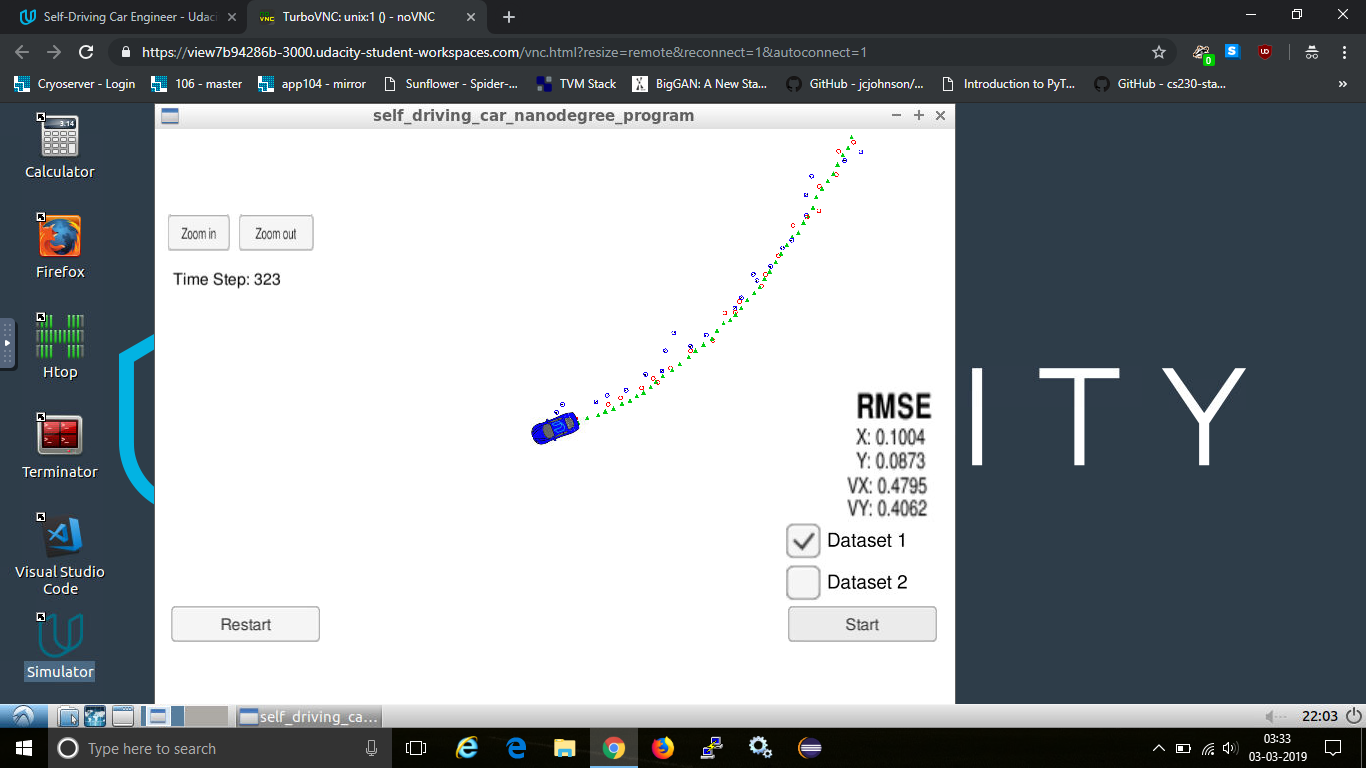 Self-Driving Car Engineer - Udac
TurboVNC: unix:1 () - noVNC
https://view7b94286b-3000.udacity-student-workspaces.com/vnc.html?resize=remote&reconnect=1&autoconnect=1
0
Cryoserver - Login
106 - master
app104 - mirror
Sunflower - Spider-...
TVM Stack
BigGAN: A New Sta...
GitHub - jcjohnson/...
Introduction to PyT...
GitHub - cs230-sta...
»
self_driving_car_nanodegree_program
3.14
Calculator
Firefox
Htop
Terminator
Visual Studio
Code
Simulator
Zoom in
Zoom out
Time Step: 323
I T Y
RMSE
X: 0.1004
Y: 0.0873
VX: 0.4795
VY: 0.4062
Dataset 1
Dataset 2
Restart
Start
self_driving_ca...
22:03
Type here to search
03:33
03-03-2019